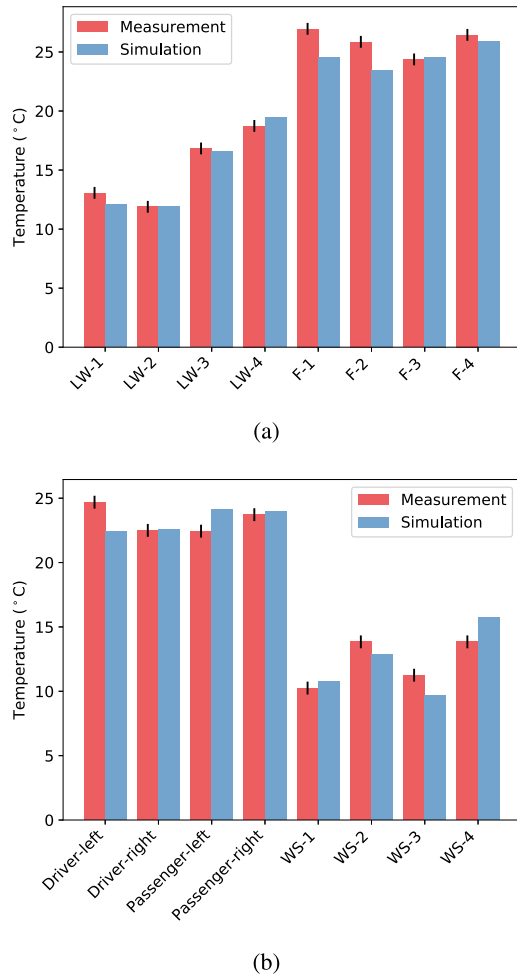 Measurement
Simulation
Temperature (°C)
25
20
15
10
5
0
LW-1 LW-2 LW-3 LW-4 F-1 F-2 F-3 F-4
(a)
Measurement
Simulation
Temperature (°C)
25
20
15
10
5
0
Driver-left Driver-right Passenger-left Passenger-right WS-1 WS-2 WS-3 WS-4
(b)